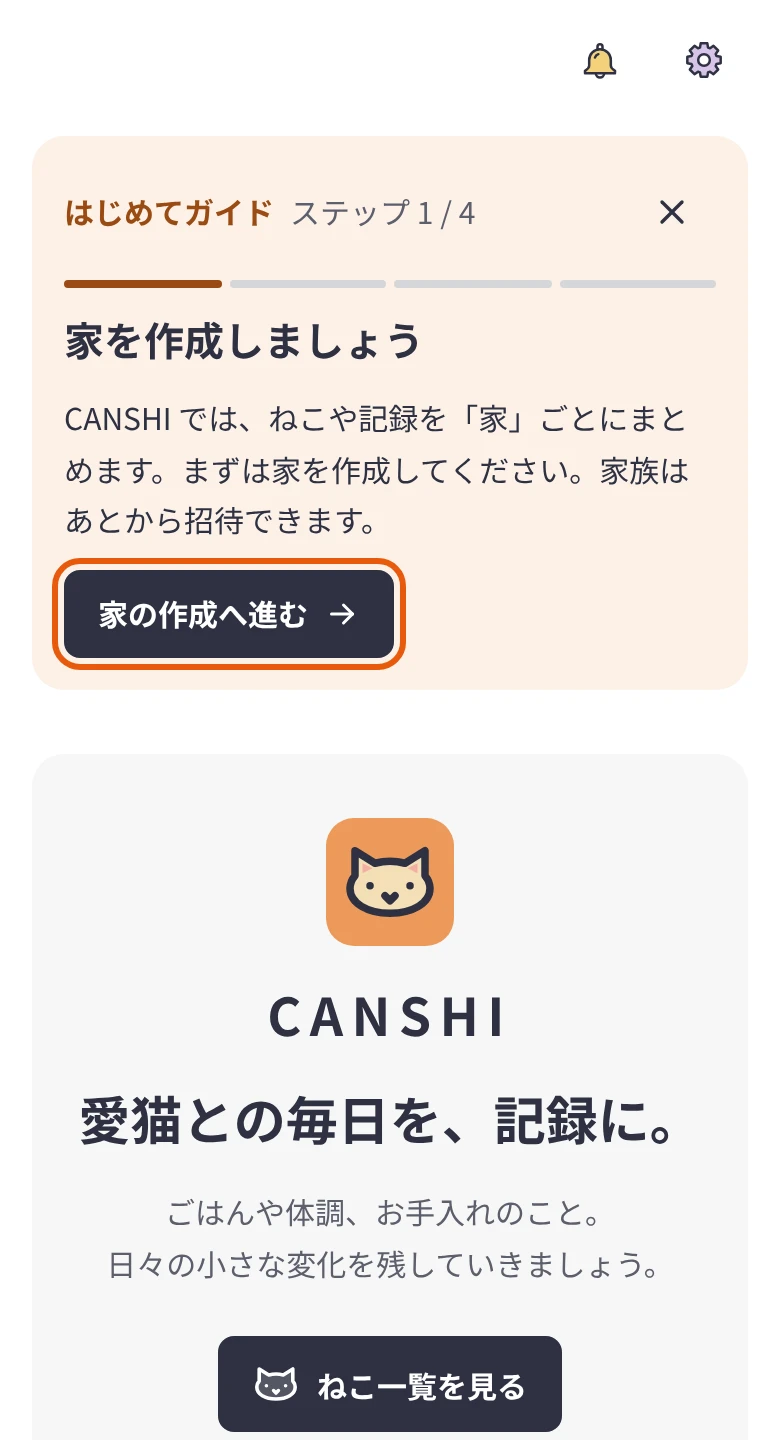 はじめてガイド ステップ 1 / 4
家を作成しましょう
CANSHI では、ねこや記録を「家」ごとにまと
めます。まずは家を作成してください。家族は
あとから招待できます。
家の作成へ進む →
CANSHI
愛猫との毎日を、記録に。
ごはんや体調、お手入れのこと。
日々の小さな変化を残していきましょう。
ねこ一覧を見る